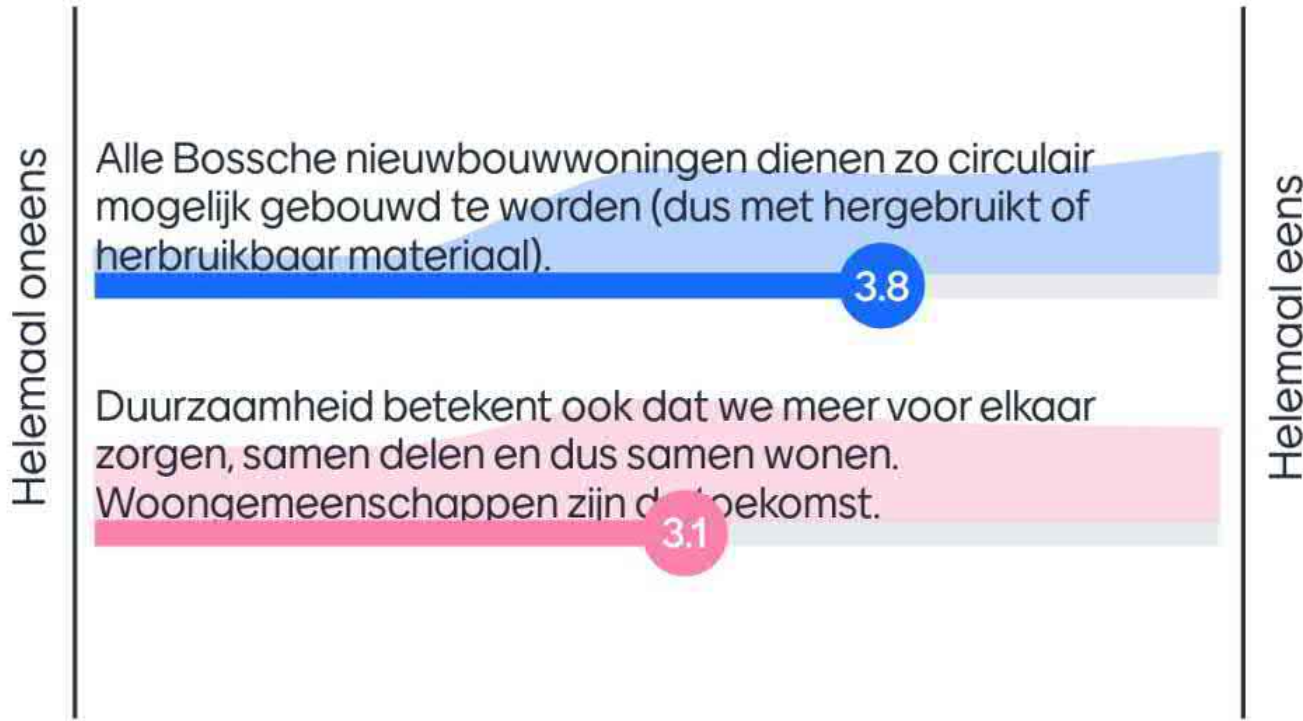 Helemaal oneens
Alle Bossche nieuwbouwwoningen dienen zo circulair
mogelijk gebouwd te worden (dus met hergebruikt of
herbruikbaar materiaal).
3.8
Duurzaamheid betekent ook dat we meer voor elkaar
zorgen, samen delen en dus samen wonen.
Woongemeenschappen zijn de toekomst.
3.1
Helemaal eens